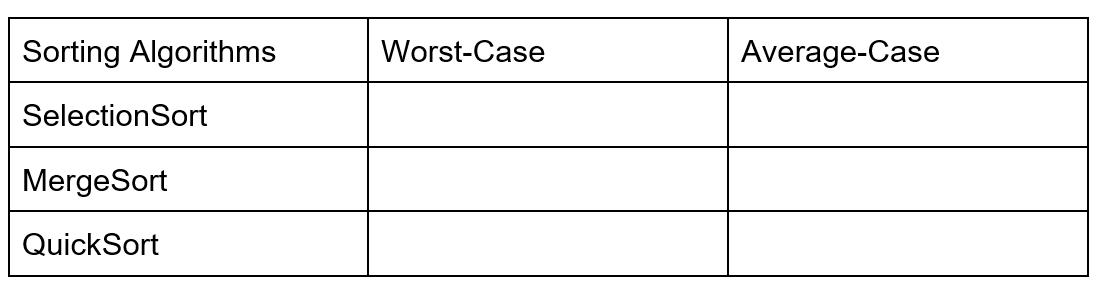 Sorting Algorithms Worst-Case Average-Case
SelectionSort
MergeSort
QuickSort